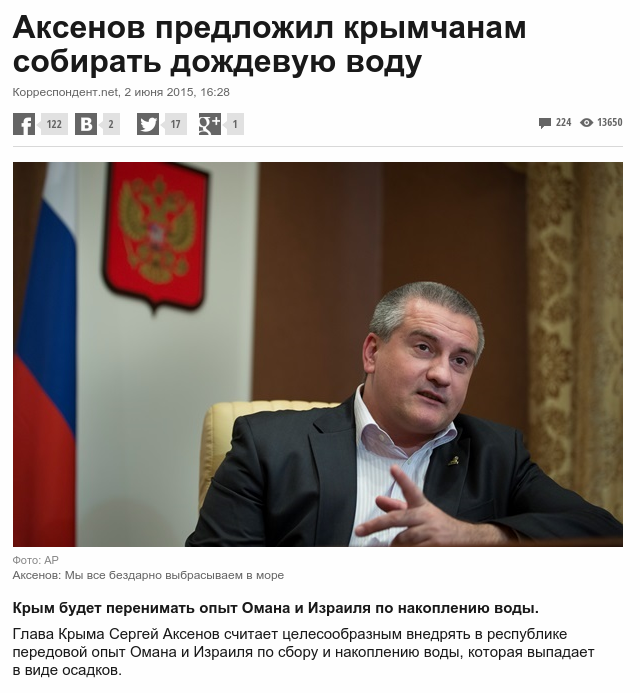 Аксенов предложил крымчанам
собирать дождевую воду
Корреспондент.net, 2 июня 2015, 16:28
f 122 B 2 17 g+ 1 224 13650
Фото: AP
Аксенов: Мы все бездарно выбрасываем в море
Крым будет перенимать опыт Омана и Израиля по накоплению воды.
Глава Крыма Сергей Аксенов считает целесообразным внедрять в республике
передовой опыт Омана и Израиля по сбору и накоплению воды, которая выпадает
в виде осадков.